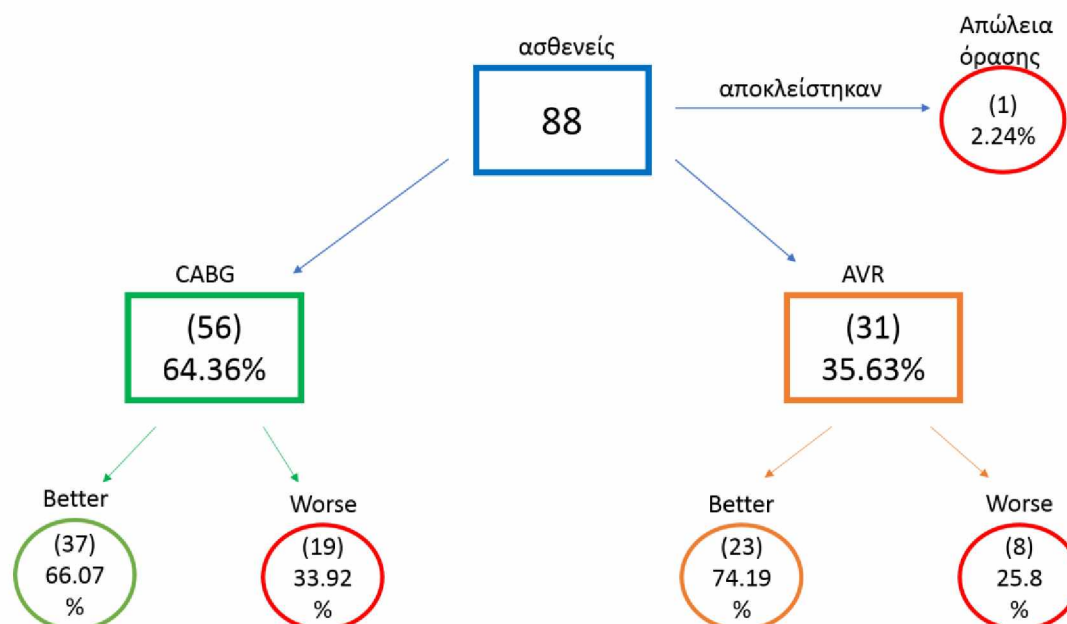 ασθενείς
88
αποκλείστηκαν
Απώλεια
όρασης
(1)
2.24%
CABG
(56)
64.36%
AVR
(31)
35.63%
Better
(37)
66.07
%
Worse
(19)
33.92
%
Better
(23)
74.19
%
Worse
(8)
25.8
%